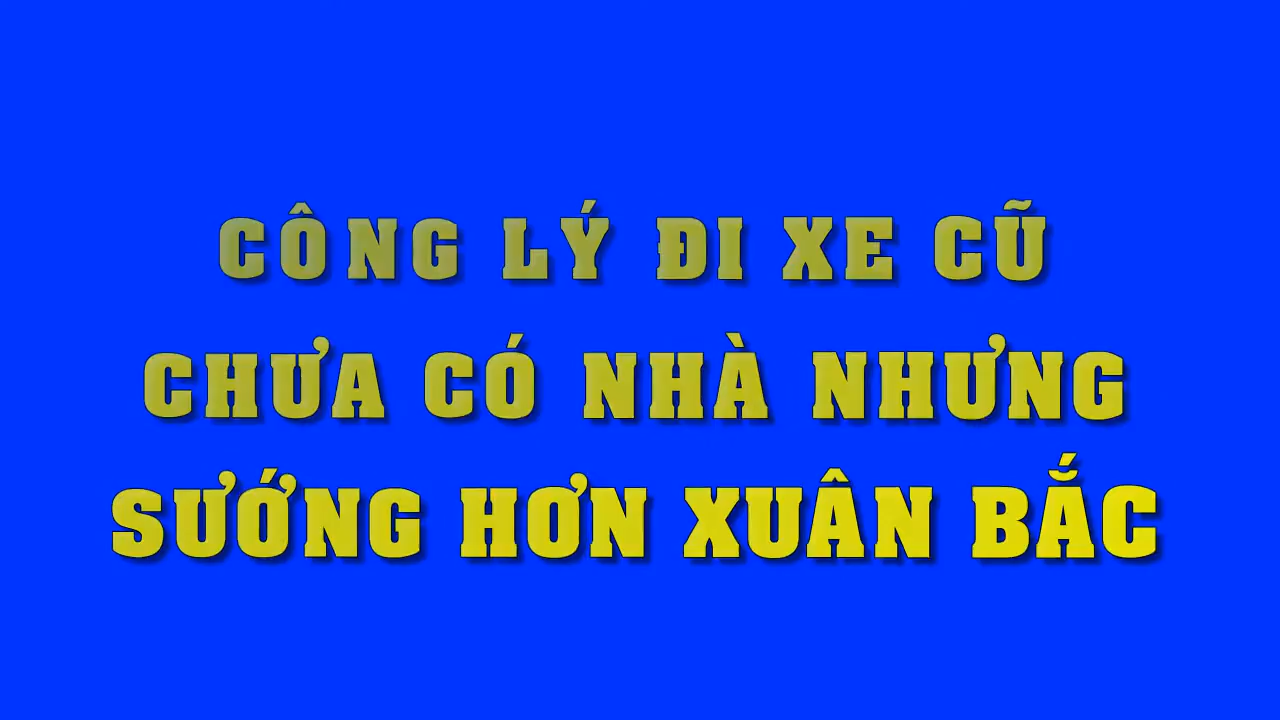 CÔNG LÝ ĐI XE CŨ
CHƯA CÓ NHÀ NHƯNG
SƯỚNG HƠN XUÂN BẮC